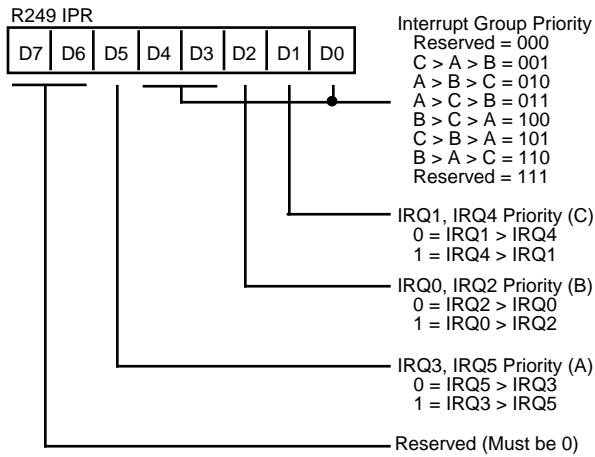 R249 IPR
D7 D6 D5 D4 D3 D2 D1 D0
Interrupt Group Priority
Reserved = 000
C > A > B = 001
A > B > C = 010
A > C > B = 011
B > C > A = 100
C > B > A = 101
B > A > C = 110
Reserved = 111
IRQ1, IRQ4 Priority (C)
0 = IRQ1 > IRQ4
1 = IRQ4 > IRQ1
IRQ0, IRQ2 Priority (B)
0 = IRQ2 > IRQ0
1 = IRQ0 > IRQ2
IRQ3, IRQ5 Priority (A)
0 = IRQ5 > IRQ3
1 = IRQ3 > IRQ5
Reserved (Must be 0)